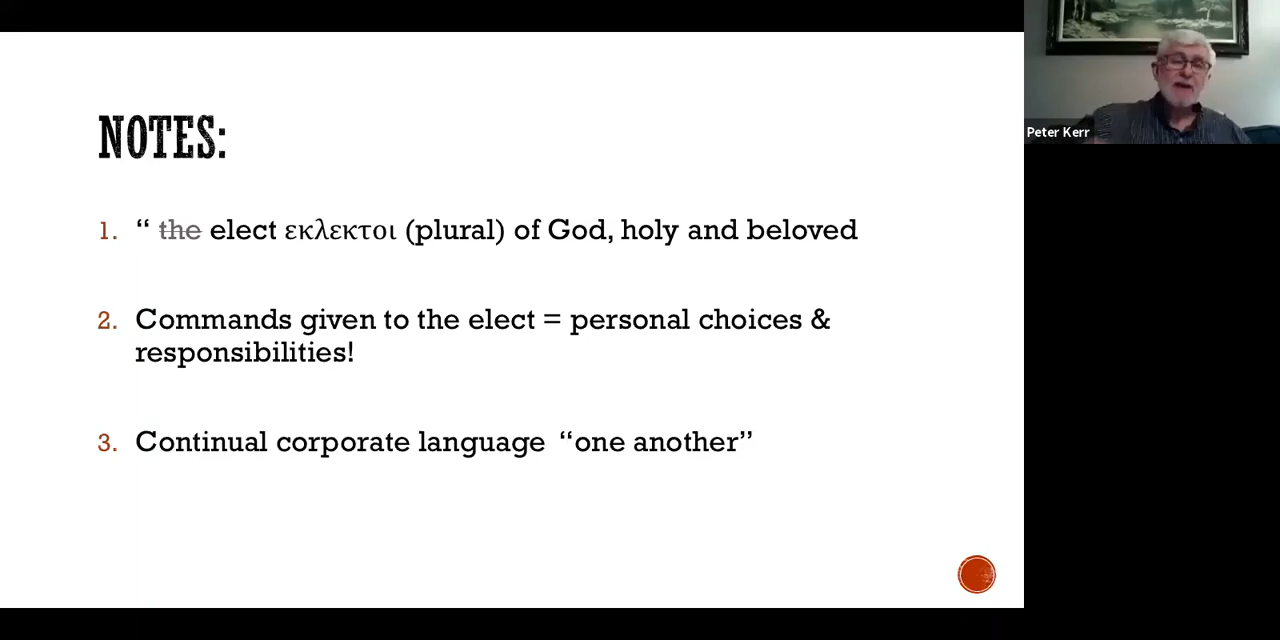 NOTES:
1. “ the elect εκλεκτοι (plural) of God, holy and beloved
2. Commands given to the elect = personal choices &
responsibilities!
3. Continual corporate language “one another”
Peter Kerr